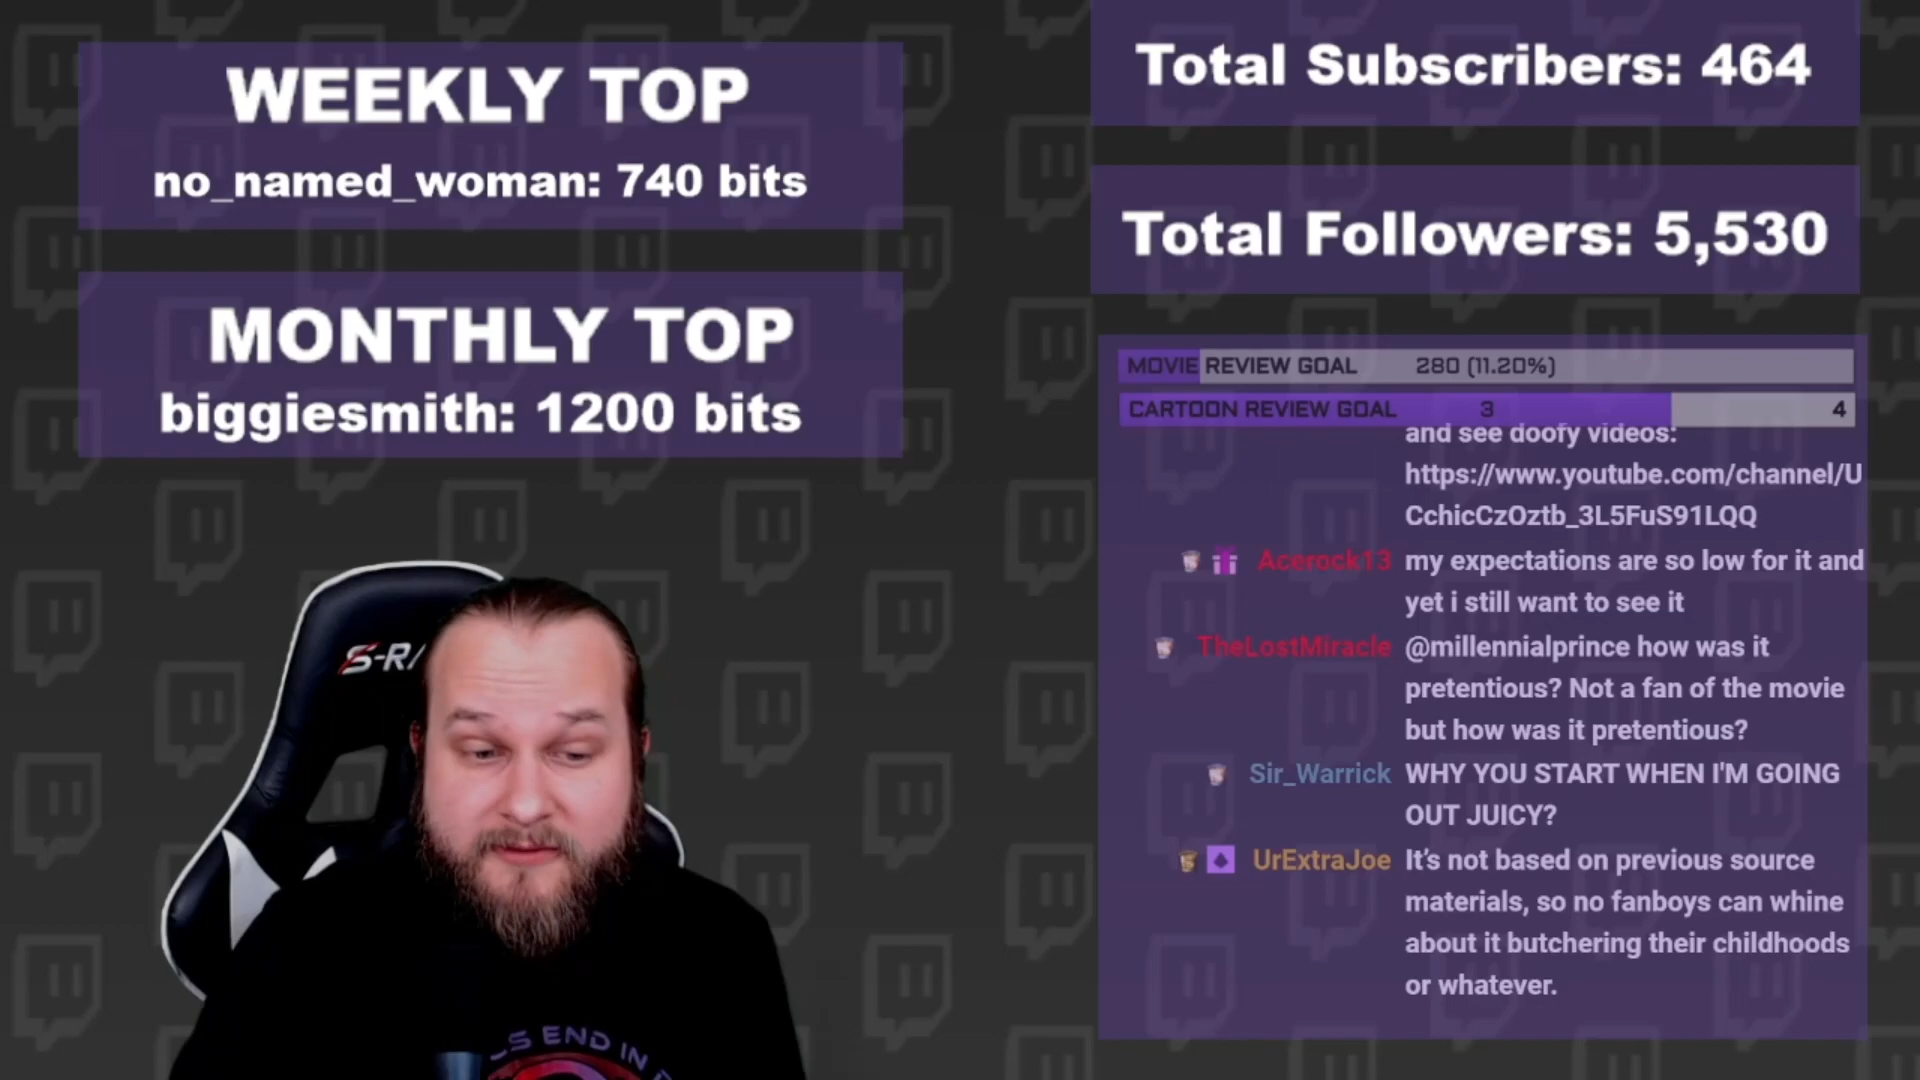 WEEKLY TOP
no_named_woman: 740 bits
MONTHLY TOP
biggiesmith: 1200 bits
Total Subscribers: 464
Total Followers: 5,530
MOVIE REVIEW GOAL 280 (11.20%)
CARTOON REVIEW GOAL 3 4
and see doofy videos:
https://www.youtube.com/channel/U
CchicCzOztb_3L5FuS91LQQ
Acerock13 my expectations are so low for it and
yet i still want to see it
TheLostMiracle @millennialprince how was it
pretentious? Not a fan of the movie
but how was it pretentious?
Sir_Warrick WHY YOU START WHEN I'M GOING
OUT JUICY?
UrExtraJoe It’s not based on previous source
materials, so no fanboys can whine
about it butchering their childhoods
or whatever.
S-RA
END IN